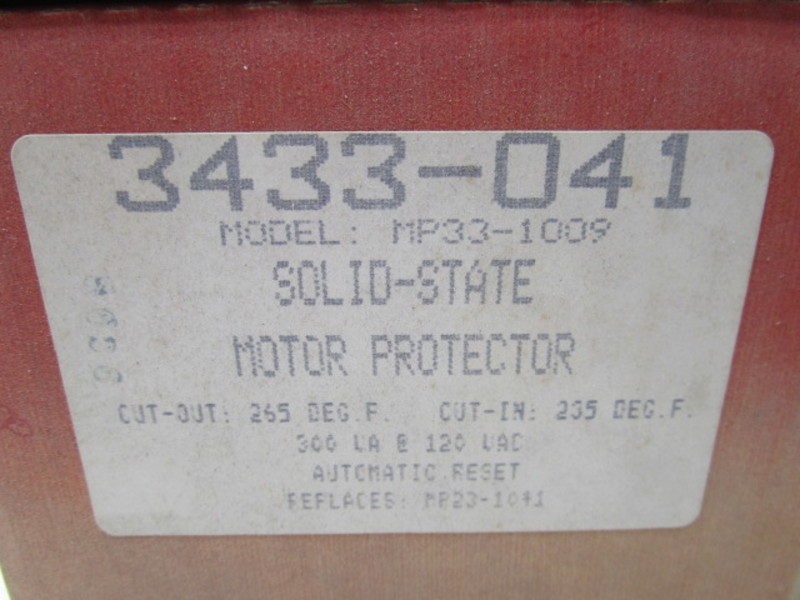 3433-041
MODEL: MP33-1009
SOLID-STATE
MOTOR PROTECTOR
CUT-OUT: 265 DEG.F. CUT-IN: 235 DEG.F.
300 VA @ 120 VAC
AUTOMATIC RESET
REPLACES: MP23-1041